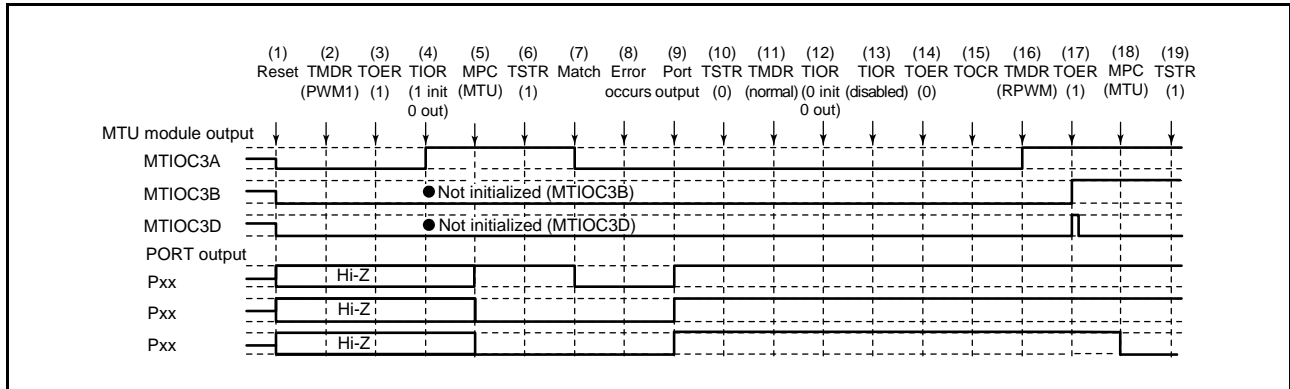 (1) (2) (3) (4) (5) (6) (7) (8) (9) (10) (11) (12) (13) (14) (15) (16) (17) (18) (19)
Reset TMDR TOER TIOR MPC TSTR Match Error Port TSTR TMDR TIOR TIOR TOER TOCR TMDR TOER MPC TSTR
(PWM1) (1) (1 init (MTU) (1) occurs output (0) (normal) (0 init (disabled) (0) (RPWM) (1) (MTU) (1)
0 out) 0 out)
MTU module output
MTIOC3A
MTIOC3B ●Not initialized (MTIOC3B)
MTIOC3D ●Not initialized (MTIOC3D)
PORT output
Pxx Hi-Z
Pxx Hi-Z
Pxx Hi-Z